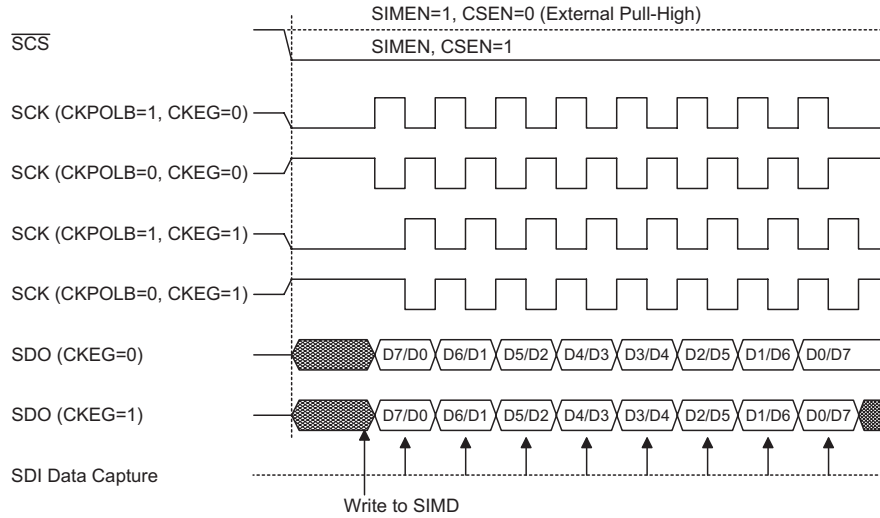 SIMEN=1, CSEN=0 (External Pull-High)
SCS
SIMEN, CSEN=1
SCK (CKPOLB=1, CKEG=0)
SCK (CKPOLB=0, CKEG=0)
SCK (CKPOLB=1, CKEG=1)
SCK (CKPOLB=0, CKEG=1)
SDO (CKEG=0) D7/D0 D6/D1 D5/D2 D4/D3 D3/D4 D2/D5 D1/D6 D0/D7
SDO (CKEG=1) D7/D0 D6/D1 D5/D2 D4/D3 D3/D4 D2/D5 D1/D6 D0/D7
SDI Data Capture
Write to SIMD